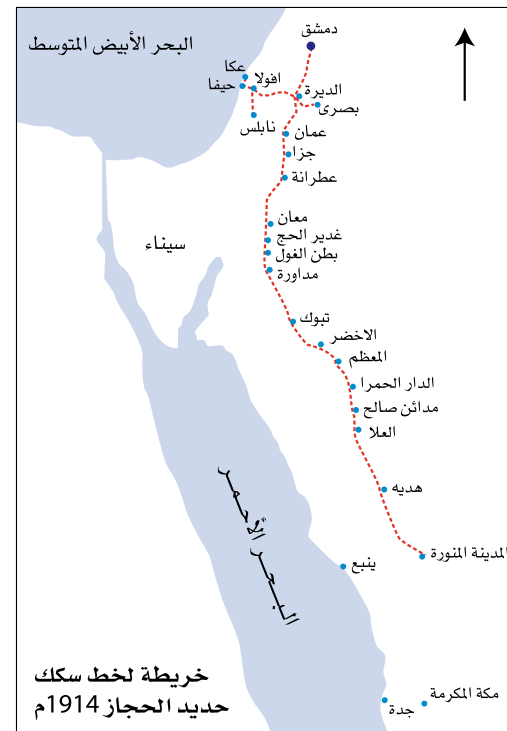 دمشق
البحر الأبيض المتوسط
عكا
افولا
حيفا
الديرة
بصرى
نابلس
عمان
جزا
عطرانة
معان
سيناء
غدير الحج
بطن الغول
مداورة
تبوك
الاخضر
المعظم
الدار الحمرا
مدائن صالح
العلا
هديه
البحر الأحمر
المدينة المنورة
ينبع
خريطة لخط سكك
حديد الحجاز 1914م
مكة المكرمة
جدة